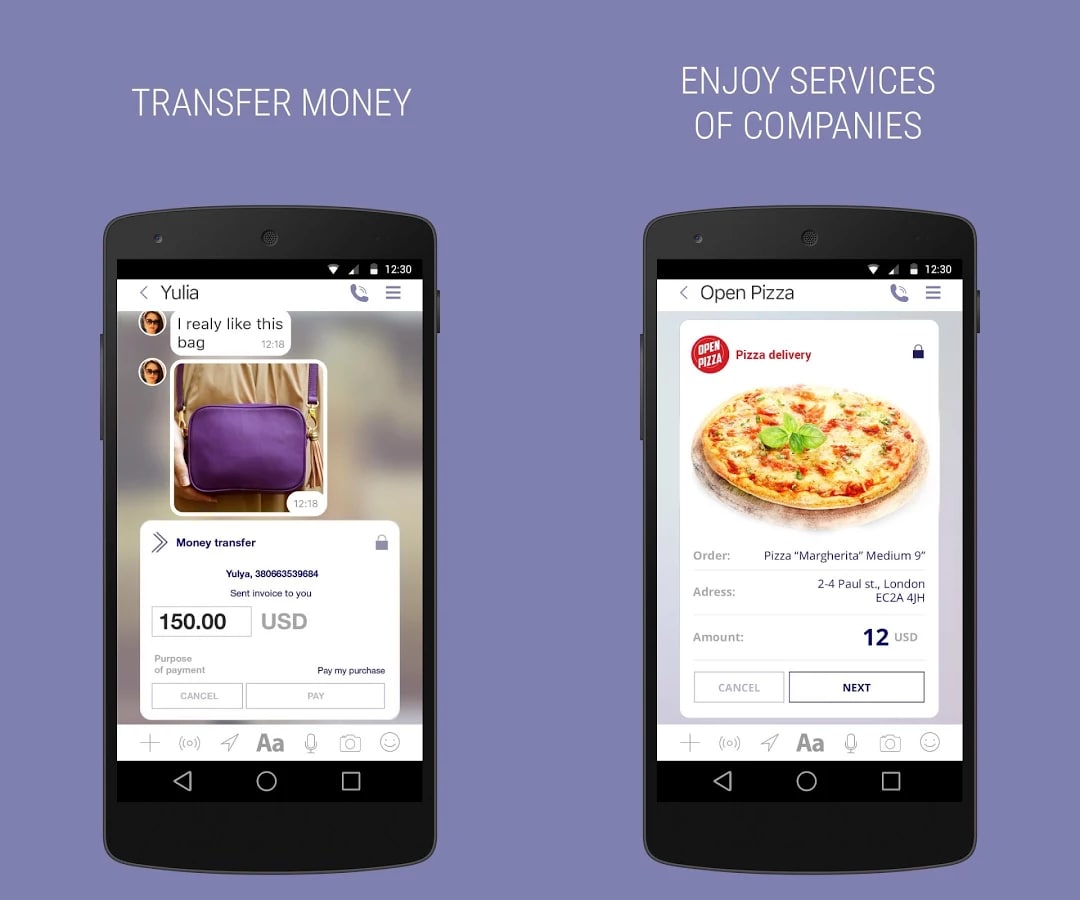 TRANSFER MONEY
12:30
Yulia
I realy like this
bag
12:18
12:18
Money transfer
Yulya, 380663539684
Sent invoice to you
150.00 USD
Purpose
of payment
Pay my purchase
CANCEL
PAY
Aa
ENJOY SERVICES
OF COMPANIES
12:30
Open Pizza
OPEN
PIZZA
Pizza delivery
Order: Pizza “Margherita” Medium 9”
Adress: 2-4 Paul st., London
EC2A 4JH
Amount: 12 USD
CANCEL
NEXT
Aa